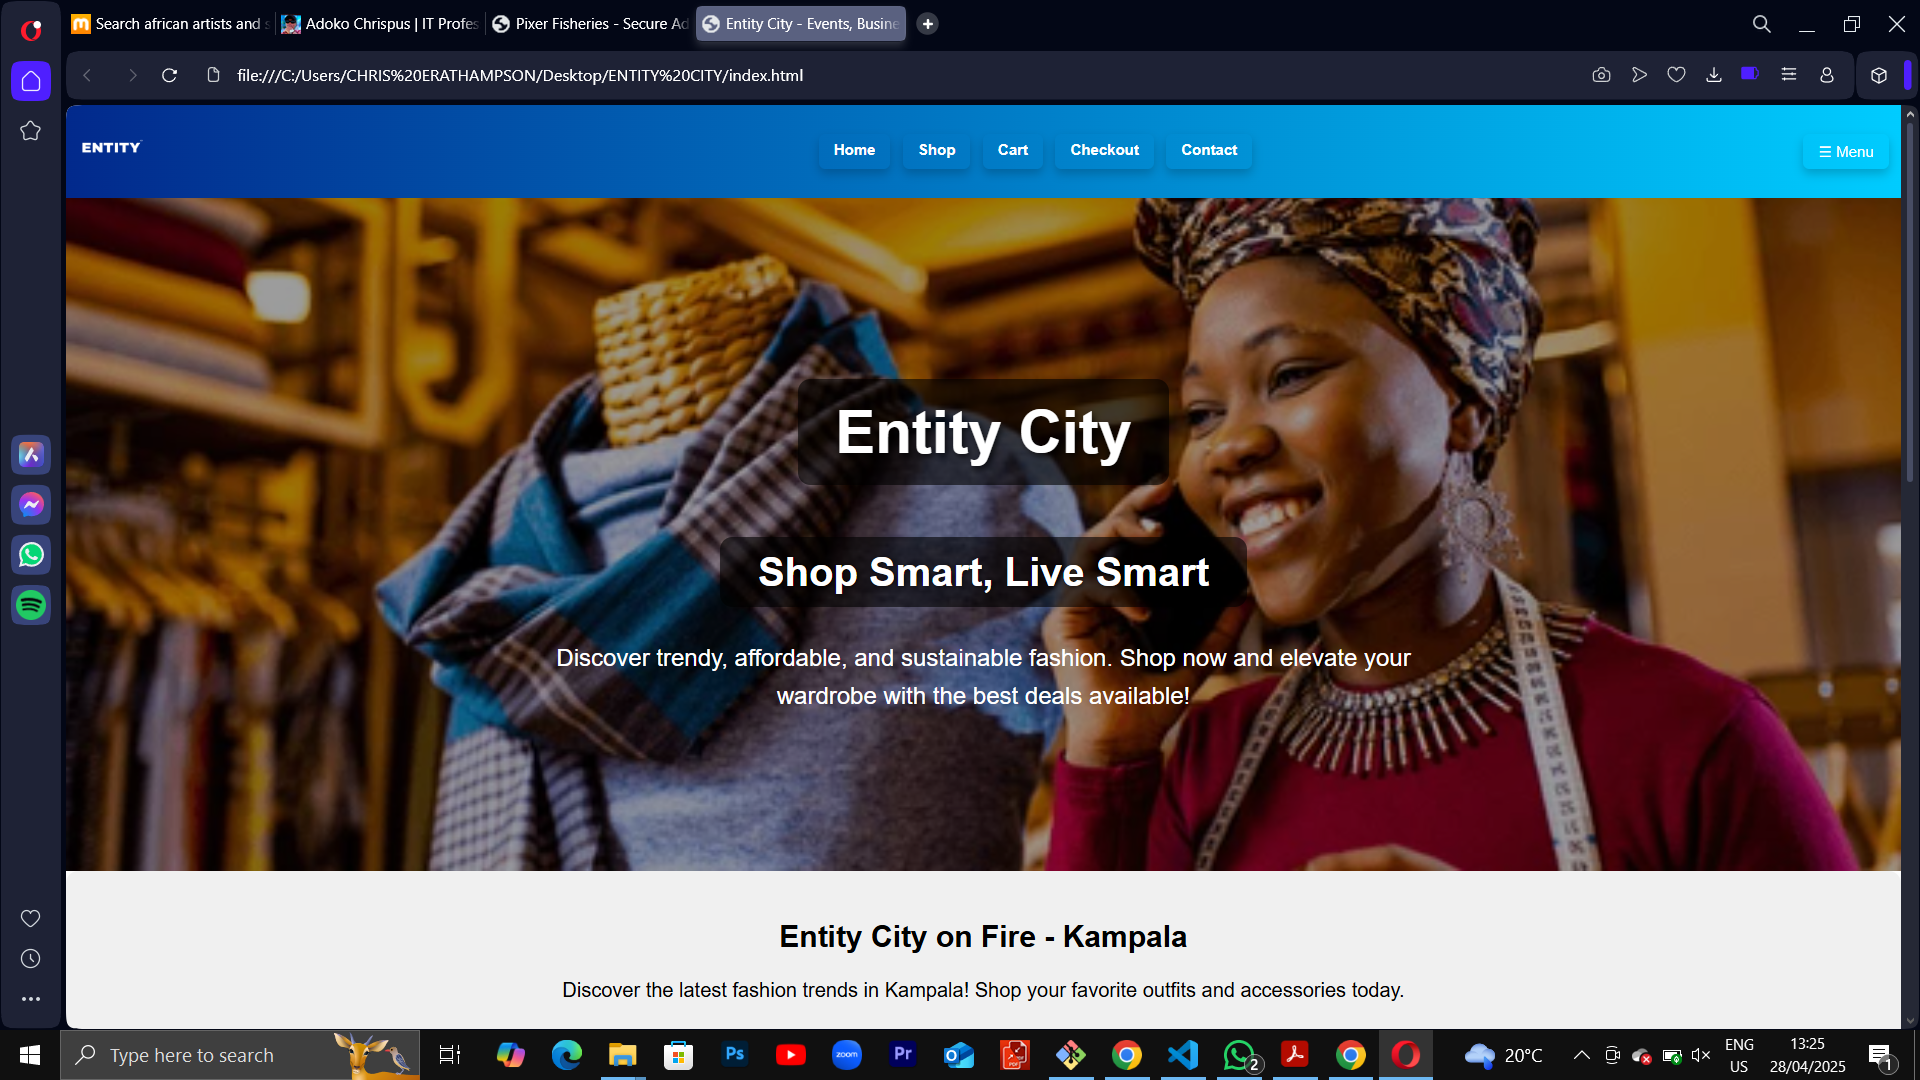 Search african artists and s
Adoko Chrispus | IT Profes
Pixer Fisheries - Secure Ad
Entity City - Events, Busine
file:///C:/Users/CHRIS%20ERATHAMPSON/Desktop/ENTITY%20CITY/index.html
ENTITY
Home
Shop
Cart
Checkout
Contact
☰ Menu
Entity City
Shop Smart, Live Smart
Discover trendy, affordable, and sustainable fashion. Shop now and elevate your
wardrobe with the best deals available!
Entity City on Fire - Kampala
Discover the latest fashion trends in Kampala! Shop your favorite outfits and accessories today.
Type here to search
Ps
zoom
Pr
2
20°C
ENG
US
13:25
28/04/2025
1